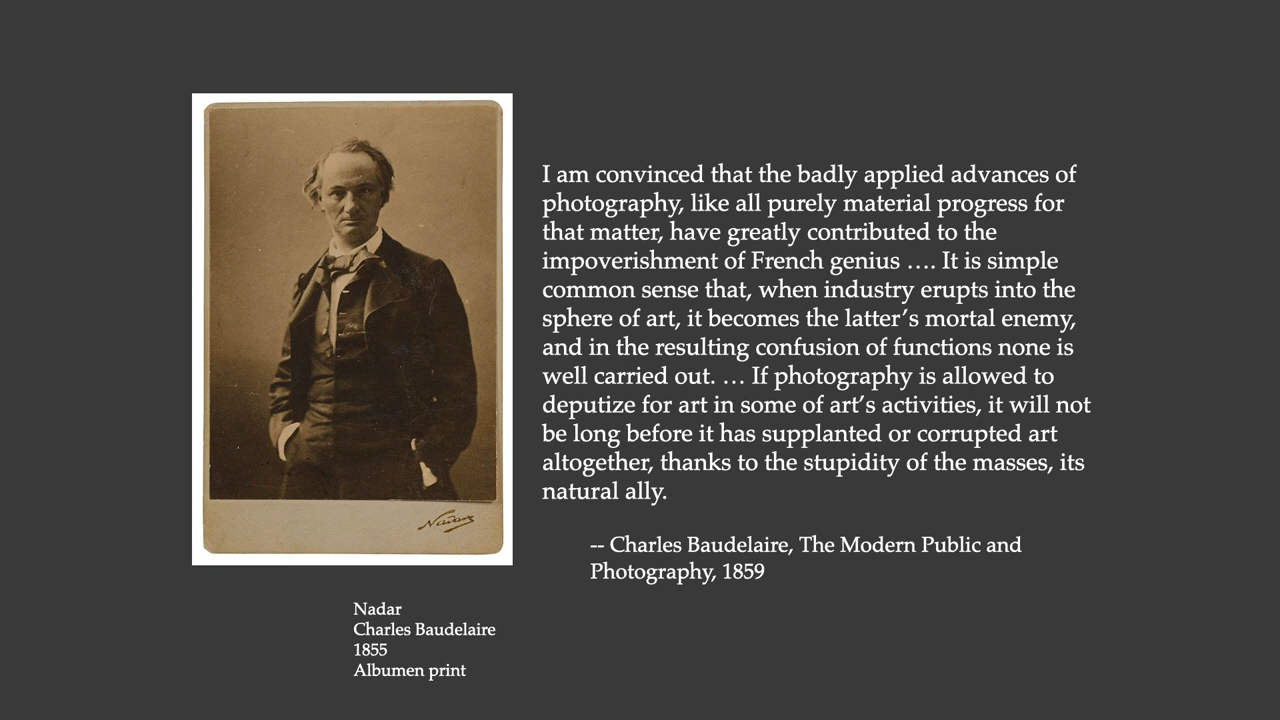 I am convinced that the badly applied advances of
photography, like all purely material progress for
that matter, have greatly contributed to the
impoverishment of French genius …. It is simple
common sense that, when industry erupts into the
sphere of art, it becomes the latter’s mortal enemy,
and in the resulting confusion of functions none is
well carried out. … If photography is allowed to
deputize for art in some of art’s activities, it will not
be long before it has supplanted or corrupted art
altogether, thanks to the stupidity of the masses, its
natural ally.
-- Charles Baudelaire, The Modern Public and
Photography, 1859
Nadar
Nadar
Charles Baudelaire
1855
Albumen print